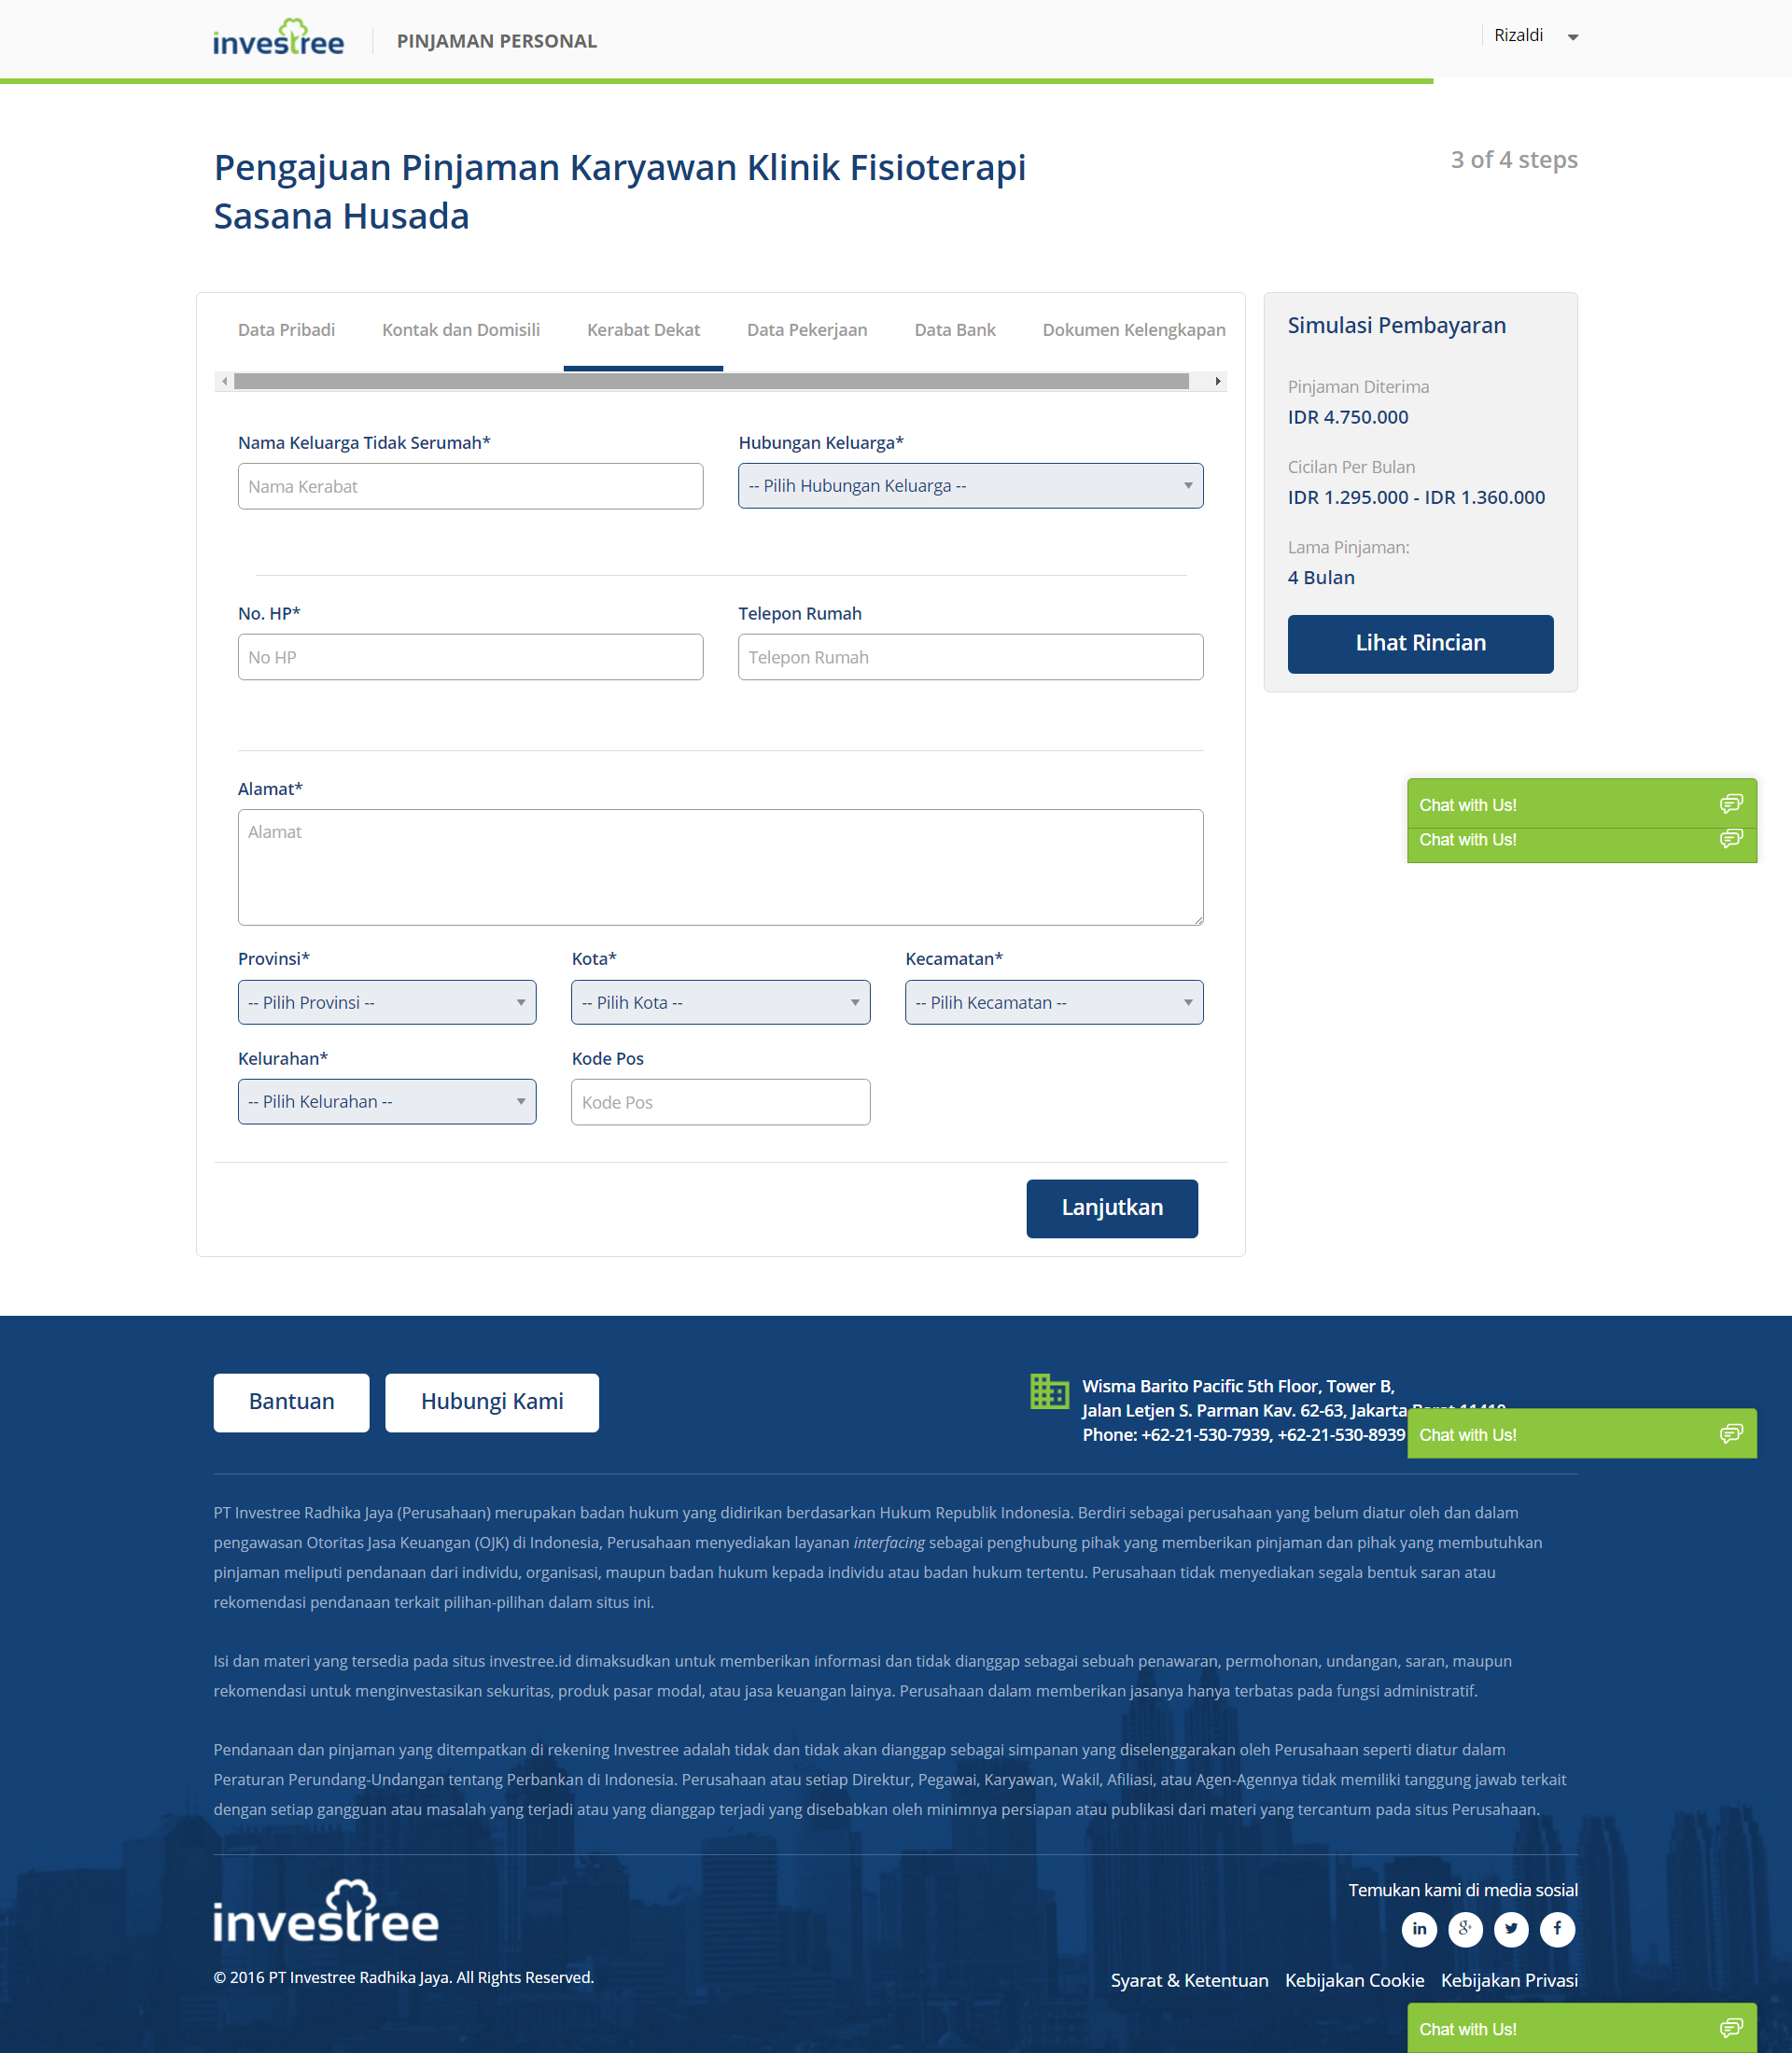 investree
PINJAMAN PERSONAL
Rizaldi
Pengajuan Pinjaman Karyawan Klinik Fisioterapi
Sasana Husada
3 of 4 steps
Data Pribadi
Kontak dan Domisili
Kerabat Dekat
Data Pekerjaan
Data Bank
Dokumen Kelengkapan
Nama Keluarga Tidak Serumah*
Hubungan Keluarga*
Nama Kerabat
-- Pilih Hubungan Keluarga --
No. HP*
Telepon Rumah
No HP
Telepon Rumah
Alamat*
Alamat
Provinsi*
Kota*
Kecamatan*
-- Pilih Provinsi --
-- Pilih Kota --
-- Pilih Kecamatan --
Kelurahan*
Kode Pos
-- Pilih Kelurahan --
Kode Pos
Lanjutkan
Simulasi Pembayaran
Pinjaman Diterima
IDR 4.750.000
Cicilan Per Bulan
IDR 1.295.000 - IDR 1.360.000
Lama Pinjaman:
4 Bulan
Lihat Rincian
Chat with Us!
Chat with Us!
Bantuan
Hubungi Kami
Wisma Barito Pacific 5th Floor, Tower B,
Jalan Letjen S. Parman Kav. 62-63, Jakarta Barat 11410
Phone: +62-21-530-7939, +62-21-530-8939
Chat with Us!
PT Investree Radhika Jaya (Perusahaan) merupakan badan hukum yang didirikan berdasarkan Hukum Republik Indonesia. Berdiri sebagai perusahaan yang belum diatur oleh dan dalam
pengawasan Otoritas Jasa Keuangan (OJK) di Indonesia, Perusahaan menyediakan layanan interfacing sebagai penghubung pihak yang memberikan pinjaman dan pihak yang membutuhkan
pinjaman meliputi pendanaan dari individu, organisasi, maupun badan hukum kepada individu atau badan hukum tertentu. Perusahaan tidak menyediakan segala bentuk saran atau
rekomendasi pendanaan terkait pilihan-pilihan dalam situs ini.
Isi dan materi yang tersedia pada situs investree.id dimaksudkan untuk memberikan informasi dan tidak dianggap sebagai sebuah penawaran, permohonan, undangan, saran, maupun
rekomendasi untuk menginvestasikan sekuritas, produk pasar modal, atau jasa keuangan lainya. Perusahaan dalam memberikan jasanya hanya terbatas pada fungsi administratif.
Pendanaan dan pinjaman yang ditempatkan di rekening Investree adalah tidak dan tidak akan dianggap sebagai simpanan yang diselenggarakan oleh Perusahaan seperti diatur dalam
Peraturan Perundang-Undangan tentang Perbankan di Indonesia. Perusahaan atau setiap Direktur, Pegawai, Karyawan, Wakil, Afiliasi, atau Agen-Agennya tidak memiliki tanggung jawab terkait
dengan setiap gangguan atau masalah yang terjadi atau yang dianggap terjadi yang disebabkan oleh minimnya persiapan atau publikasi dari materi yang tercantum pada situs Perusahaan.
investree
© 2016 PT Investree Radhika Jaya. All Rights Reserved.
Temukan kami di media sosial
Syarat & Ketentuan
Kebijakan Cookie
Kebijakan Privasi
Chat with Us!